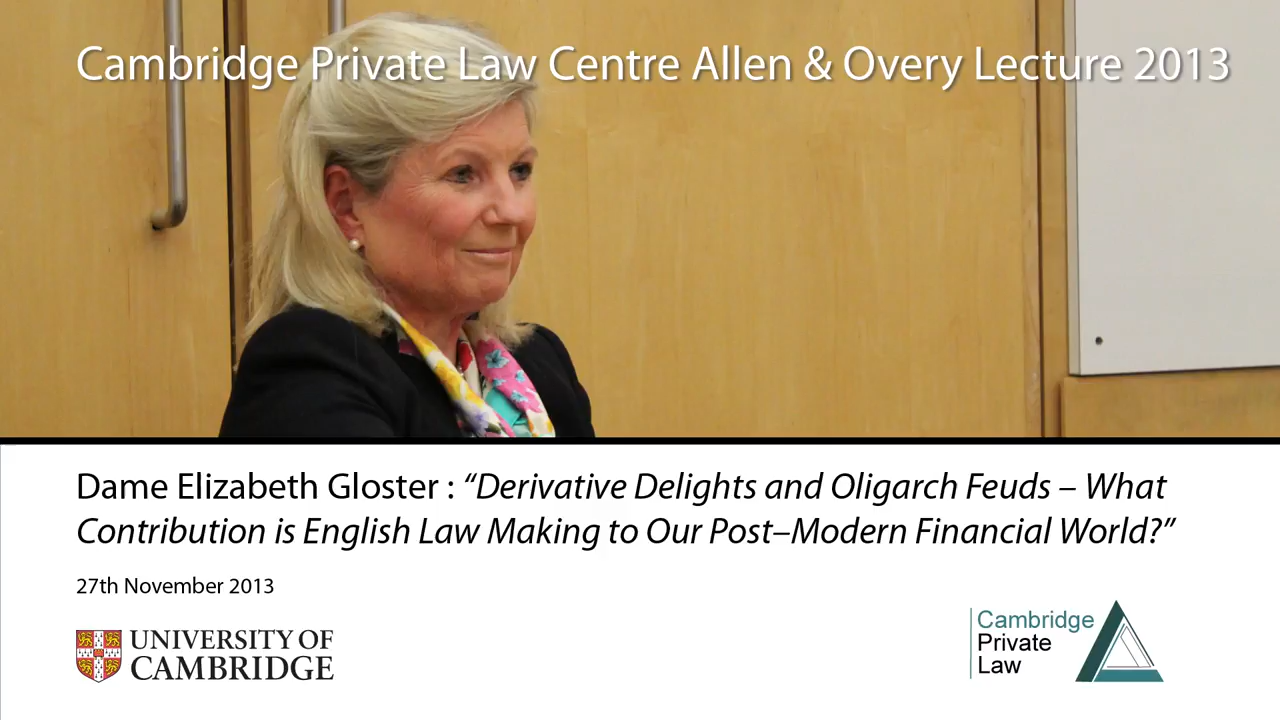 Cambridge Private Law Centre Allen & Overy Lecture 2013
Dame Elizabeth Gloster : “Derivative Delights and Oligarch Feuds – What
Contribution is English Law Making to Our Post–Modern Financial World?”
27th November 2013
UNIVERSITY OF
CAMBRIDGE
Cambridge
Private
Law